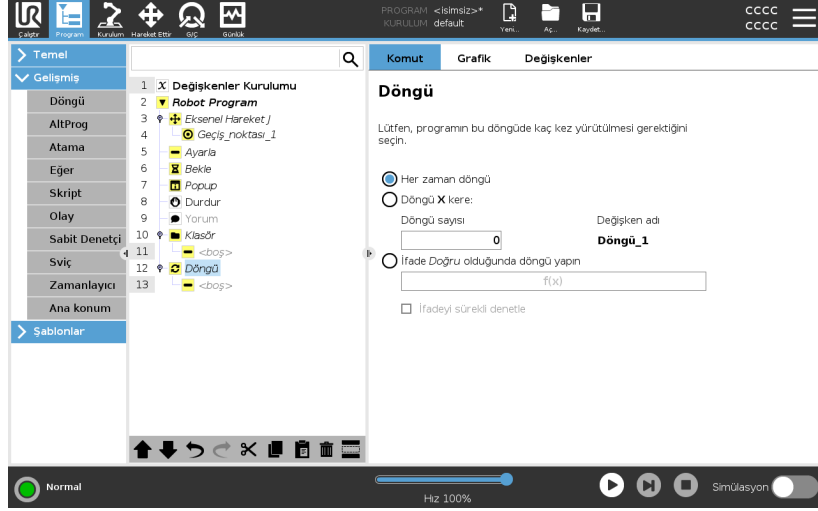 UR
PROGRAM <isimsiz>*
KURULUM default
Çalıştır
Program
Kurulum
Hareket Ettir
G/Ç
Günlük
Yeni...
Aç...
Kaydet...
CCCC
CCCC
Temel
Gelişmiş
Döngü
AltProg
Atama
Eğer
Skript
Olay
Sabit Denetçi
Sviç
Zamanlayıcı
Ana konum
Şablonlar
1 X Değişkenler Kurulumu
2 Robot Program
3 Eksenel Hareket J
4 Geçiş_noktası_1
5 Ayarla
6 Bekle
7 Popup
8 Durdur
9 Yorum
10 Klasör
11 <boş>
12 Döngü
13 <boş>
Komut Grafik Değişkenler
Döngü
Lütfen, programın bu döngüde kaç kez yürütülmesi gerektiğini
seçin.
Her zaman döngü
Döngü X kere:
Döngü sayısı Değişken adı
0 Döngü_1
İfade Doğru olduğunda döngü yapın
f(x)
İfadeyi sürekli denetle
Normal
Hız 100%
Simülasyon